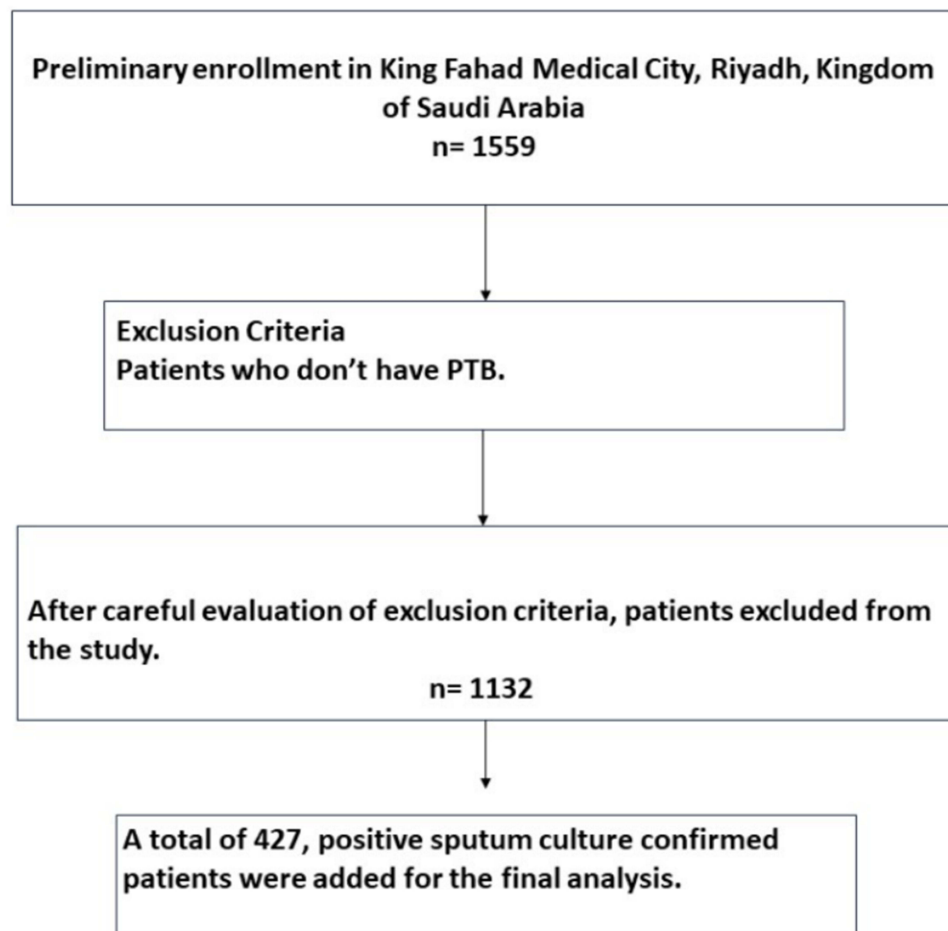 Preliminary enrollment in King Fahad Medical City, Riyadh, Kingdom
of Saudi Arabia
n= 1559
Exclusion Criteria
Patients who don’t have PTB.
After careful evaluation of exclusion criteria, patients excluded from
the study.
n= 1132
A total of 427, positive sputum culture confirmed
patients were added for the final analysis.